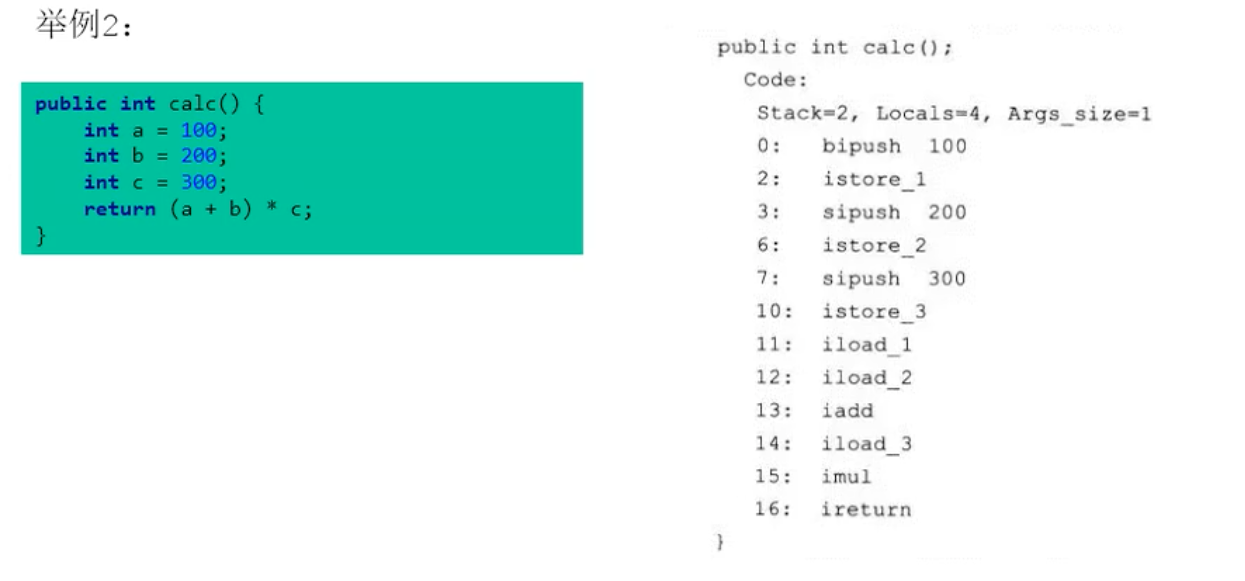 举例2：
public int calc() {
    int a = 100;
    int b = 200;
    int c = 300;
    return (a + b) * c;
}
public int calc();
  Code:
   Stack=2, Locals=4, Args_size=1
   0:   bipush  100
   2:   istore_1
   3:   sipush  200
   6:   istore_2
   7:   sipush  300
   10:  istore_3
   11:  iload_1
   12:  iload_2
   13:  iadd
   14:  iload_3
   15:  imul
   16:  ireturn
}